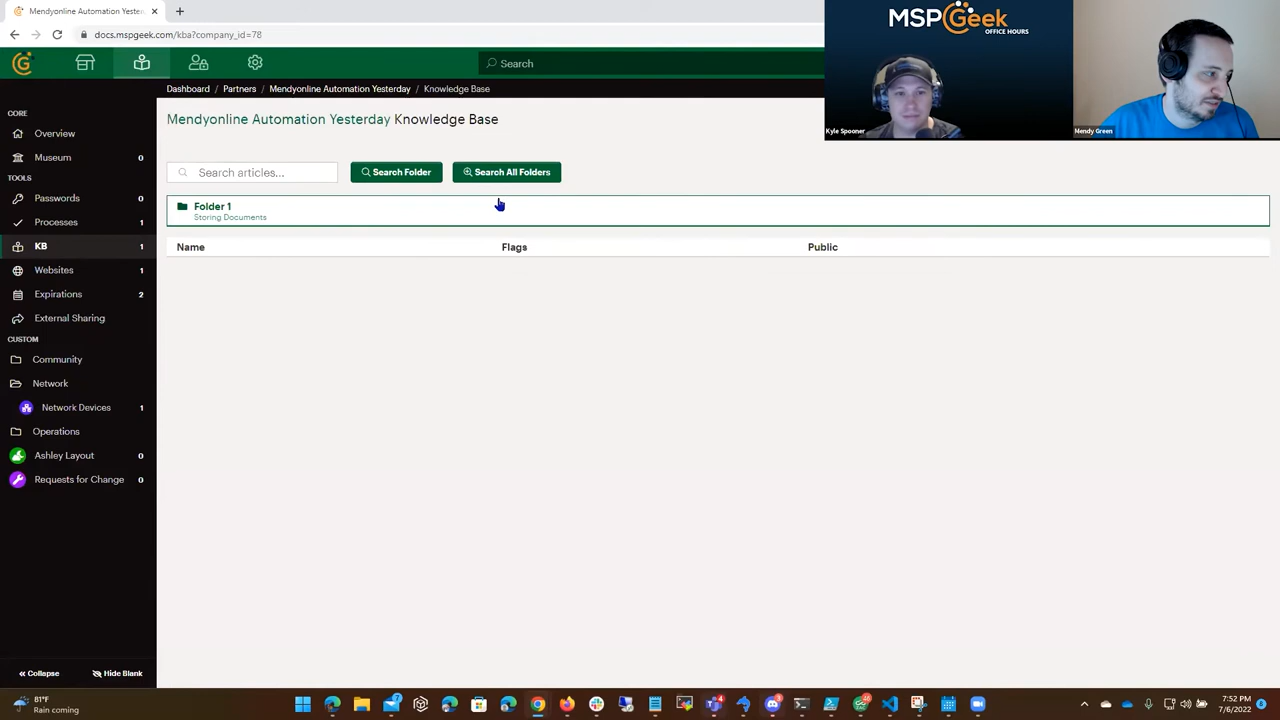 Mendyonline Automation Yesterday
docs.mspgeek.com/kba?company_id=78
MSPGeek
OFFICE HOURS
Kyle Spooner
Mendy Green
Search
Dashboard / Partners / Mendyonline Automation Yesterday / Knowledge Base
CORE
Overview
Museum 0
TOOLS
Passwords 0
Processes 1
KB 1
Websites 1
Expirations 2
External Sharing
CUSTOM
Community
Network
Network Devices 1
Operations
Ashley Layout 0
Requests for Change 0
Collapse
Hide Blank
Mendyonline Automation Yesterday Knowledge Base
Search articles...
Search Folder
Search All Folders
Folder 1
Storing Documents
Name Flags Public
81°F
Rain coming
7:52 PM
7/6/2022